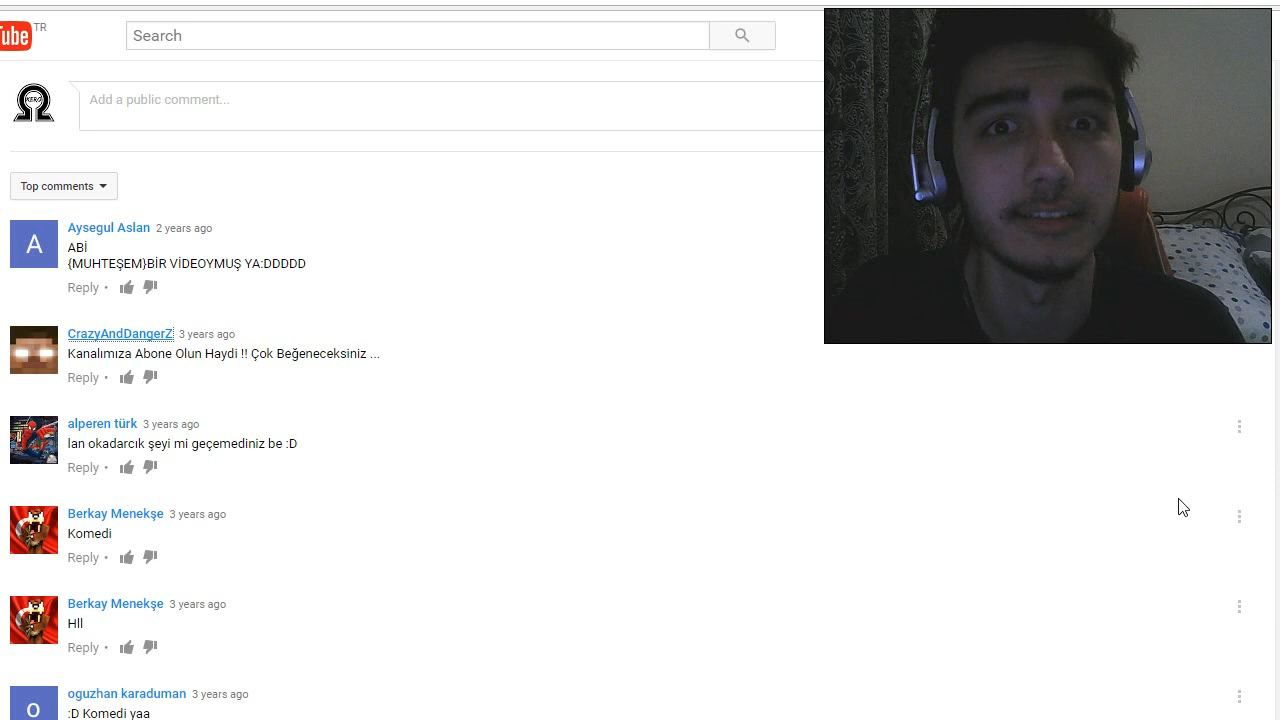 Tube TR
Search
KERO
Add a public comment...
Top comments
A
Aysegul Aslan 2 years ago
ABİ
{MUHTEŞEM}BİR VİDEOYMUŞ YA:DDDDD
Reply •
CrazyAndDangerZ 3 years ago
Kanalımıza Abone Olun Haydi !! Çok Beğeneceksiniz ...
Reply •
alperen türk 3 years ago
lan okadarcık şeyi mi geçemediniz be :D
Reply •
Berkay Menekşe 3 years ago
Komedi
Reply •
Berkay Menekşe 3 years ago
Hll
Reply •
o
oguzhan karaduman 3 years ago
:D Komedi yaa